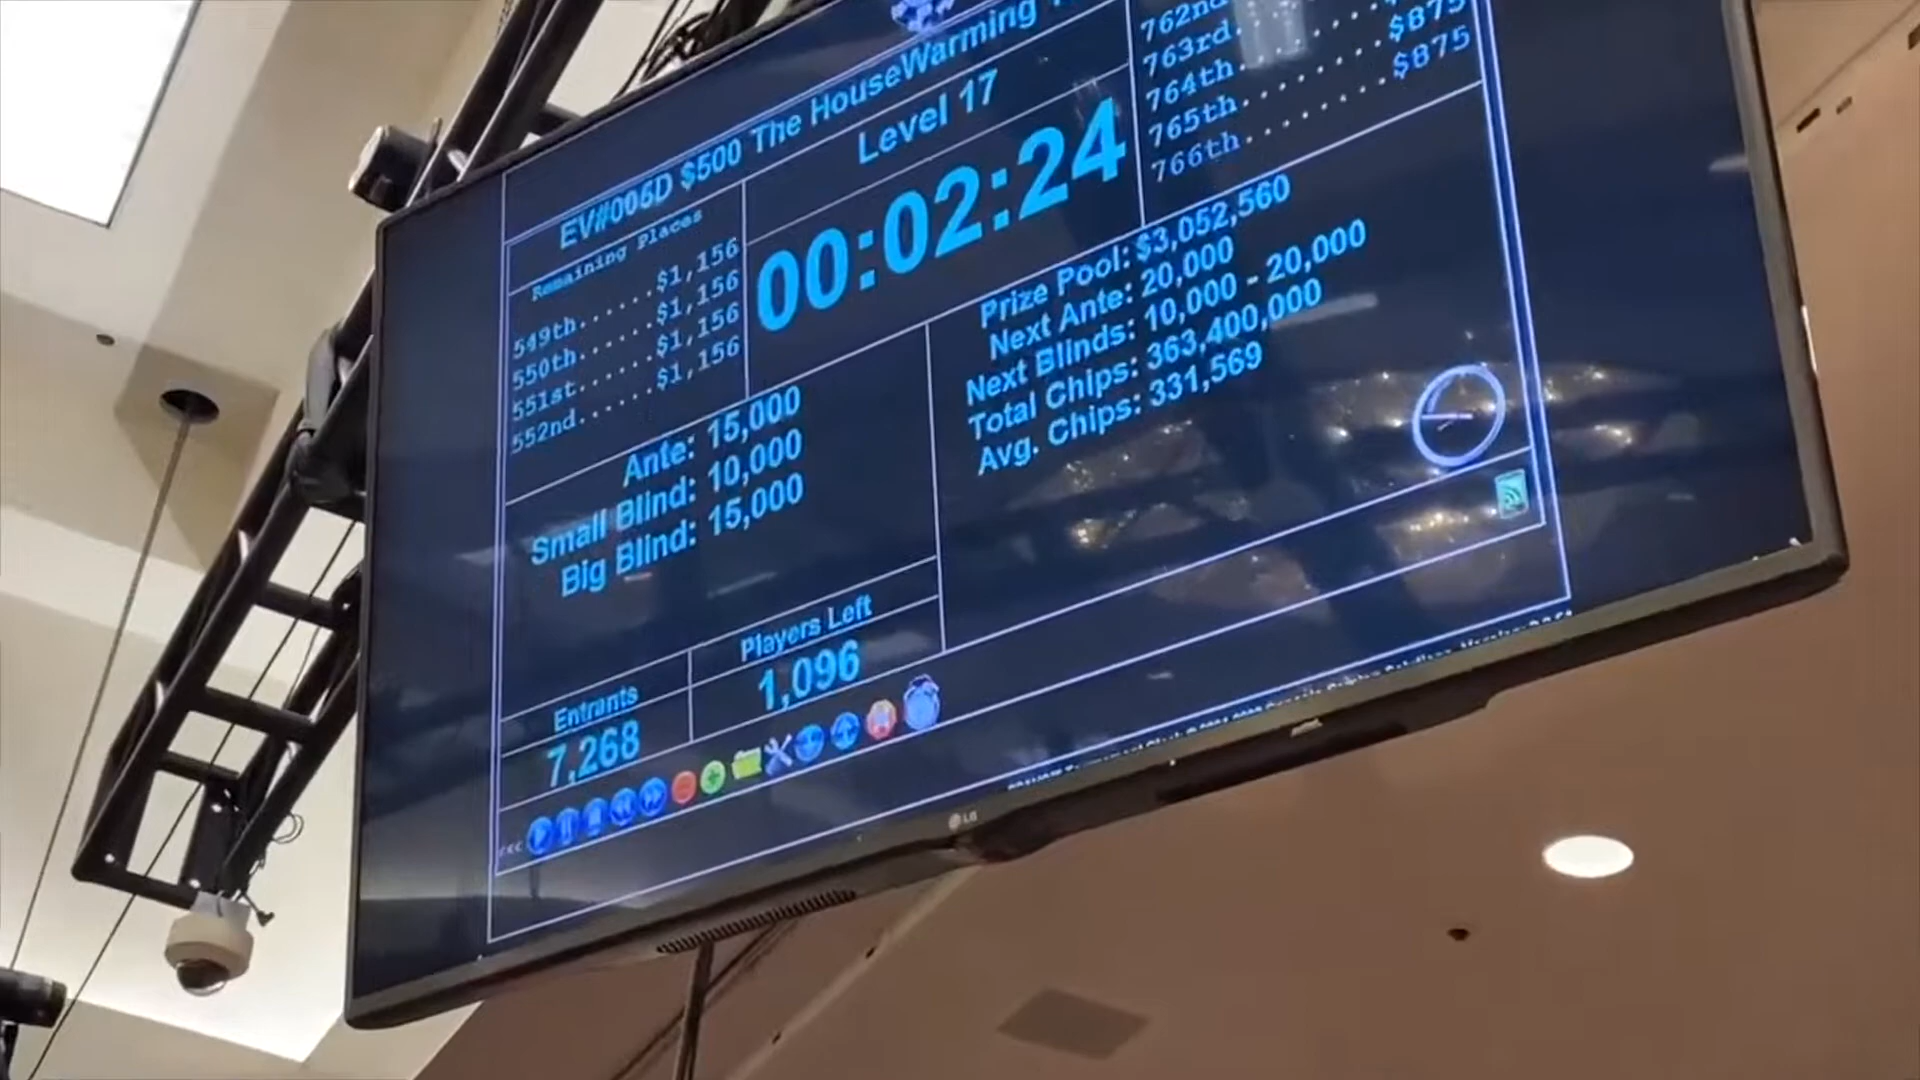 EV#005D $500 The HouseWarming
Remaining Places
549th......$1,156
550th......$1,156
551st......$1,156
552nd......$1,156
Level 17
00:02:24
762nd
763rd
764th $875
765th $875
766th
Ante: 15,000
Small Blind: 10,000
Big Blind: 15,000
Prize Pool: $3,052,560
Next Ante: 20,000
Next Blinds: 10,000 - 20,000
Total Chips: 363,400,000
Avg. Chips: 331,569
Entrants
7,268
Players Left
1,096
LG